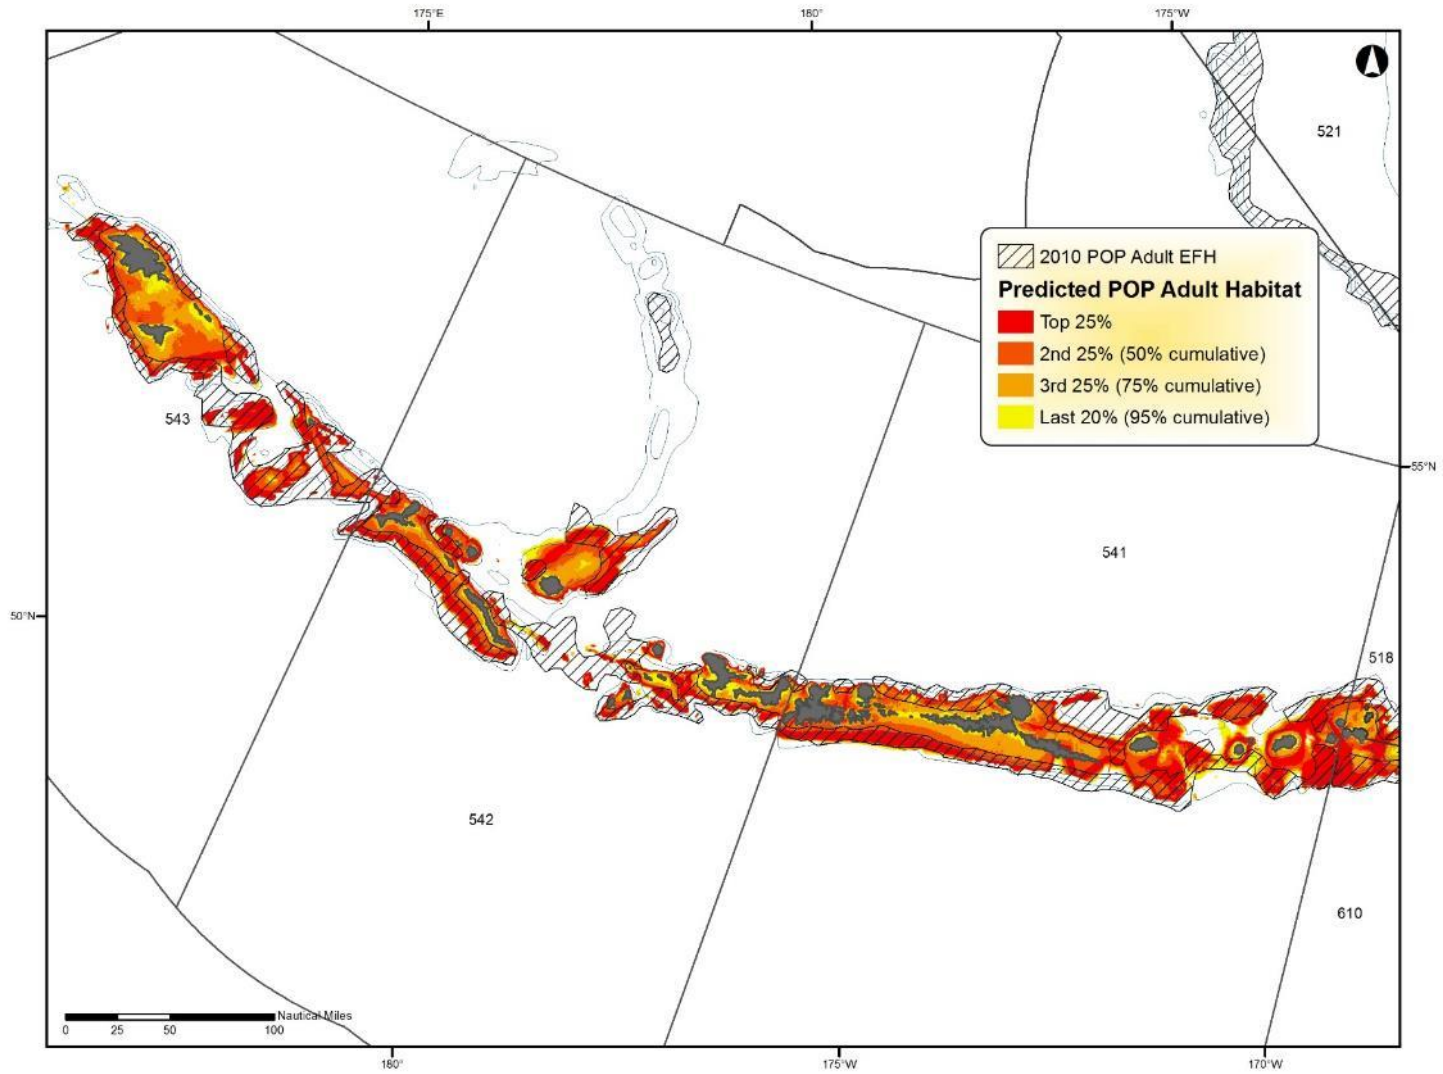 175°E 180° 175°W
521
2010 POP Adult EFH
Predicted POP Adult Habitat
Top 25%
2nd 25% (50% cumulative)
3rd 25% (75% cumulative)
Last 20% (95% cumulative)
543
55°N
541
50°N
518
542
610
Nautical Miles
0 25 50 100
180° 175°W 170°W